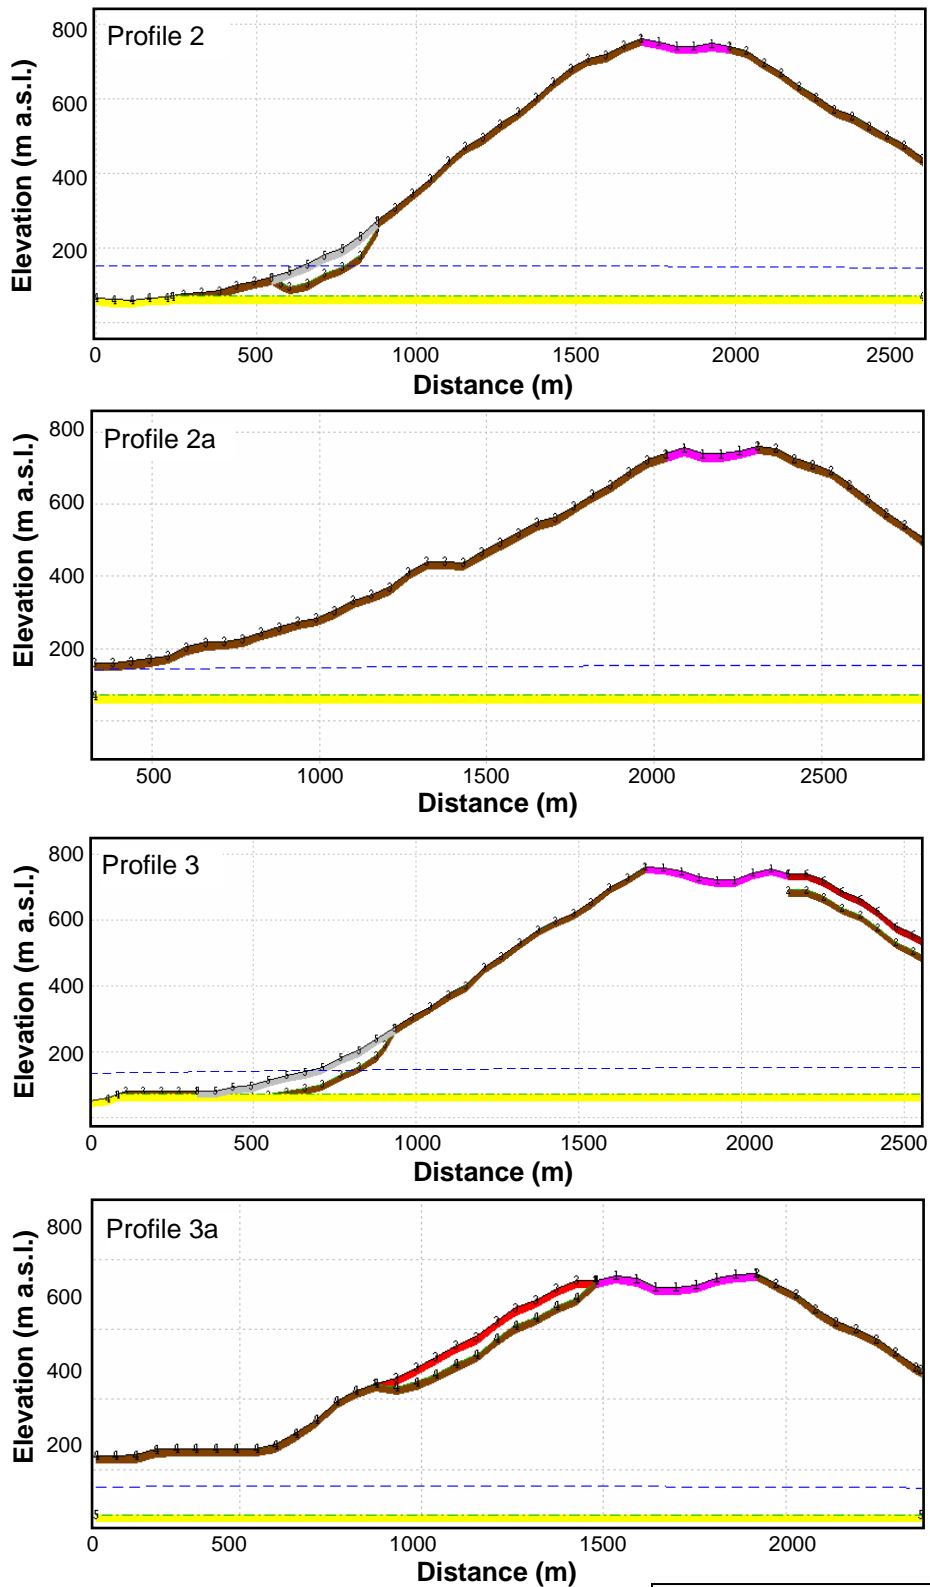 Profile 2
Elevation (m a.s.l.)
800
600
400
200
0 500 1000 1500 2000 2500
Distance (m)
Profile 2a
Elevation (m a.s.l.)
800
600
400
200
500 1000 1500 2000 2500
Distance (m)
Profile 3
Elevation (m a.s.l.)
800
600
400
200
0 500 1000 1500 2000 2500
Distance (m)
Profile 3a
Elevation (m a.s.l.)
800
600
400
200
0 500 1000 1500 2000
Distance (m)